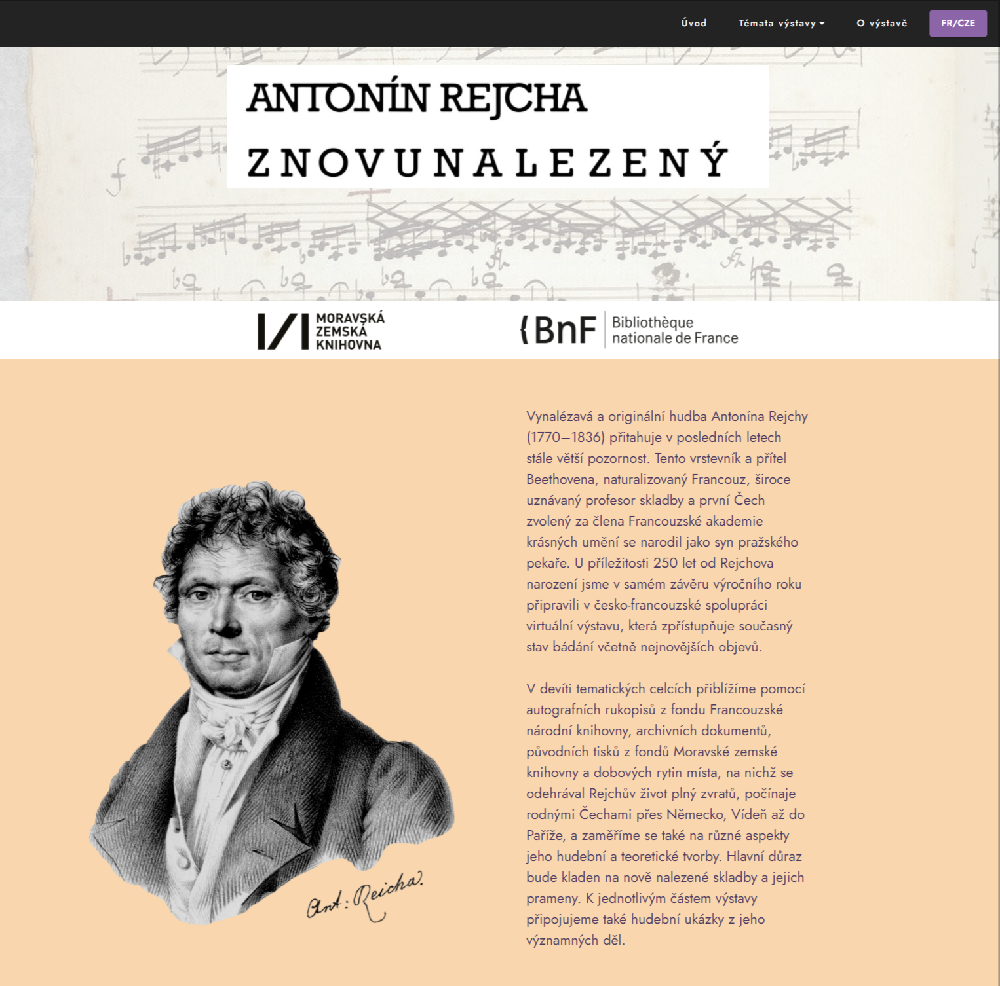 Úvod Témata výstavy O výstavě FR/CZE
ANTONÍN REJCHA
ZNOVUNALEZENÝ
MORAVSKÁ
ZEMSKÁ
KNIHOVNA
BnF
Bibliothèque
nationale de France
Vynalézavá a originální hudba Antonína Rejchy
(1770–1836) přitahuje v posledních letech
stále větší pozornost. Tento vrstevník a přítel
Beethovena, naturalizovaný Francouz, široce
uznávaný profesor skladby a první Čech
zvolený za člena Francouzské akademie
krásných umění se narodil jako syn pražského
pekaře. U příležitosti 250 let od Rejchova
narození jsme v samém závěru výročního roku
připravili v česko-francouzské spolupráci
virtuální výstavu, která zpřístupňuje současný
stav bádání včetně nejnovějších objevů.
V devíti tematických celcích přiblížíme pomocí
autografních rukopisů z fondu Francouzské
národní knihovny, archivních dokumentů,
původních tisků z fondů Moravské zemské
knihovny a dobových rytin místa, na nichž se
odehrával Rejchův život plný zvratů, počínaje
rodnými Čechami přes Německo, Vídeň až do
Paříže, a zaměříme se také na různé aspekty
jeho hudební a teoretické tvorby. Hlavní důraz
bude kladen na nově nalezené skladby a jejich
prameny. K jednotlivým částem výstavy
připojujeme také hudební ukázky z jeho
významných děl.
Ant: Reicha.